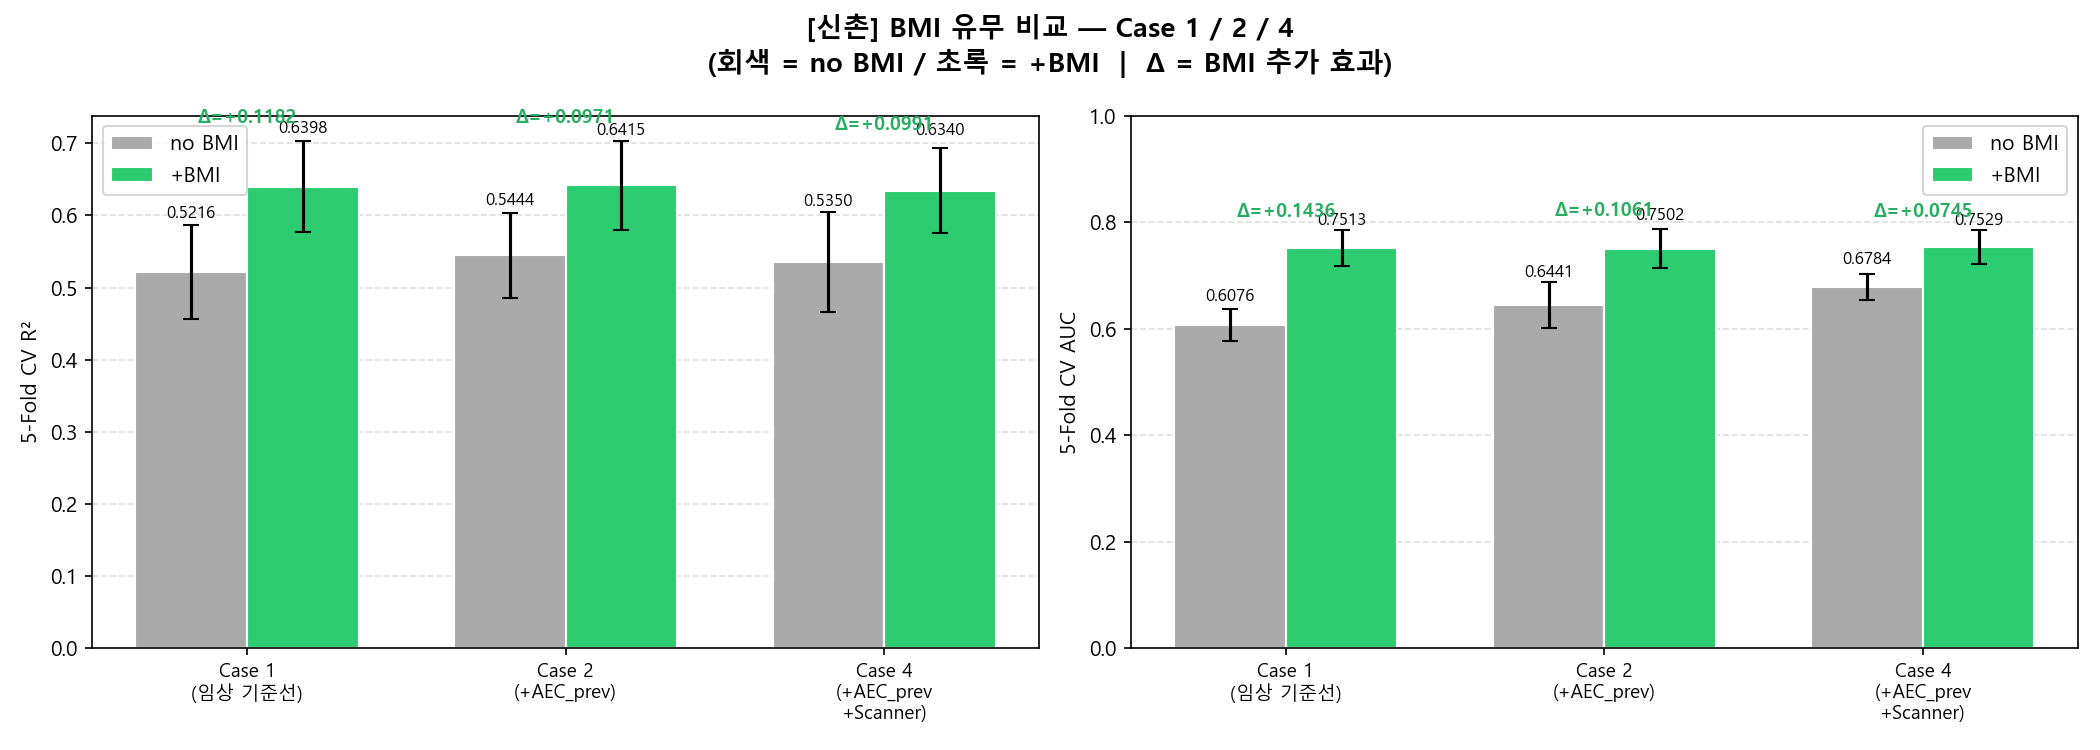 [신촌] BMI 유무 비교 — Case 1 / 2 / 4
(회색 = no BMI / 초록 = +BMI | Δ = BMI 추가 효과)
5-Fold CV R²
0.7
0.6
0.5
0.4
0.3
0.2
0.1
0.0
no BMI
+BMI
Δ=+0.1182
Δ=+0.0971
Δ=+0.0991
0.5216
0.6398
0.5444
0.6415
0.5350
0.6340
Case 1
(임상 기준선)
Case 2
(+AEC_prev)
Case 4
(+AEC_prev
+Scanner)
5-Fold CV AUC
1.0
0.8
0.6
0.4
0.2
0.0
no BMI
+BMI
Δ=+0.1436
Δ=+0.1061
Δ=+0.0745
0.6076
0.7513
0.6441
0.7502
0.6784
0.7529
Case 1
(임상 기준선)
Case 2
(+AEC_prev)
Case 4
(+AEC_prev
+Scanner)